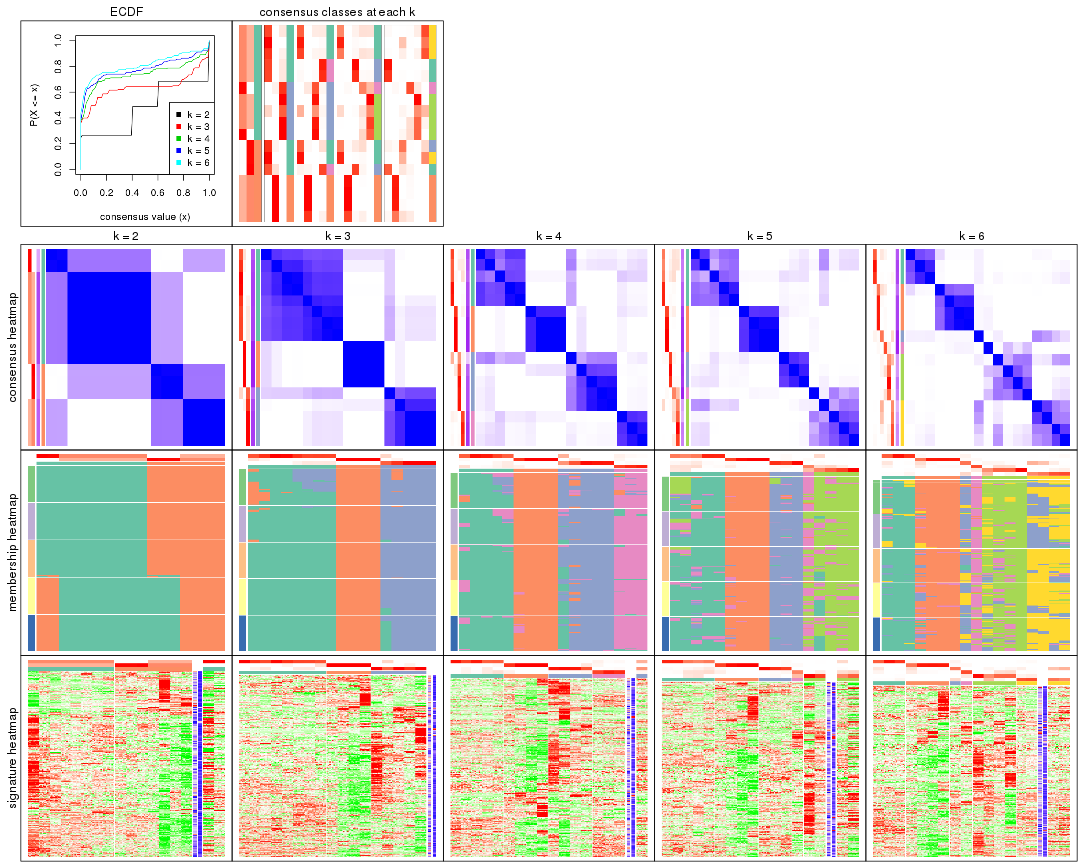 ECDF
consensus classes at each k
P(X <= x)
0.0 0.2 0.4 0.6 0.8 1.0
k = 2
k = 3
k = 4
k = 5
k = 6
0.0 0.2 0.4 0.6 0.8 1.0
consensus value (x)
k = 2 k = 3 k = 4 k = 5 k = 6
consensus heatmap
membership heatmap
signature heatmap